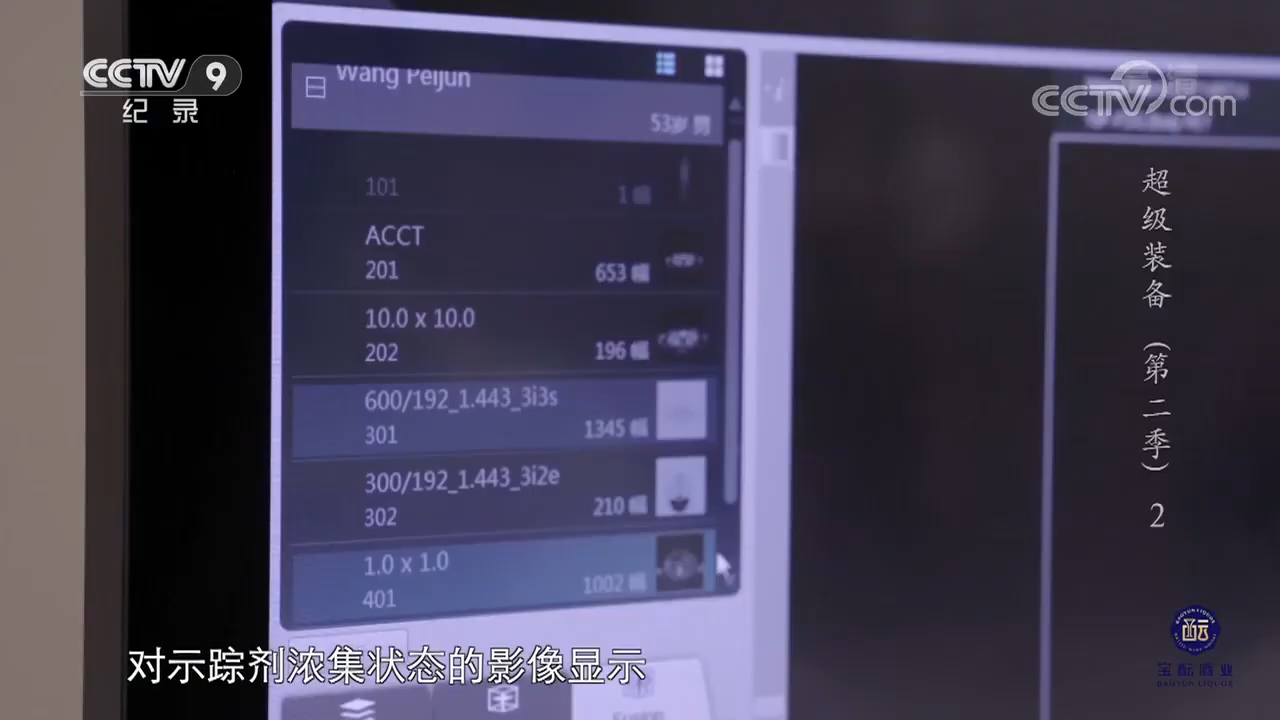 CCTV 9
纪录
CCTV.com
Wang Peijun
53岁 男
101
1 幅
ACCT
201
653 幅
10.0 x 10.0
202
196 幅
600/192_1.443_3i3s
301
1345 幅
300/192_1.443_3i2e
302
210 幅
1.0 x 1.0
401
1002 幅
超级装备（第二季）2
对示踪剂浓集状态的影像显示
宝酝酒业
BAOYUN LIQUOR